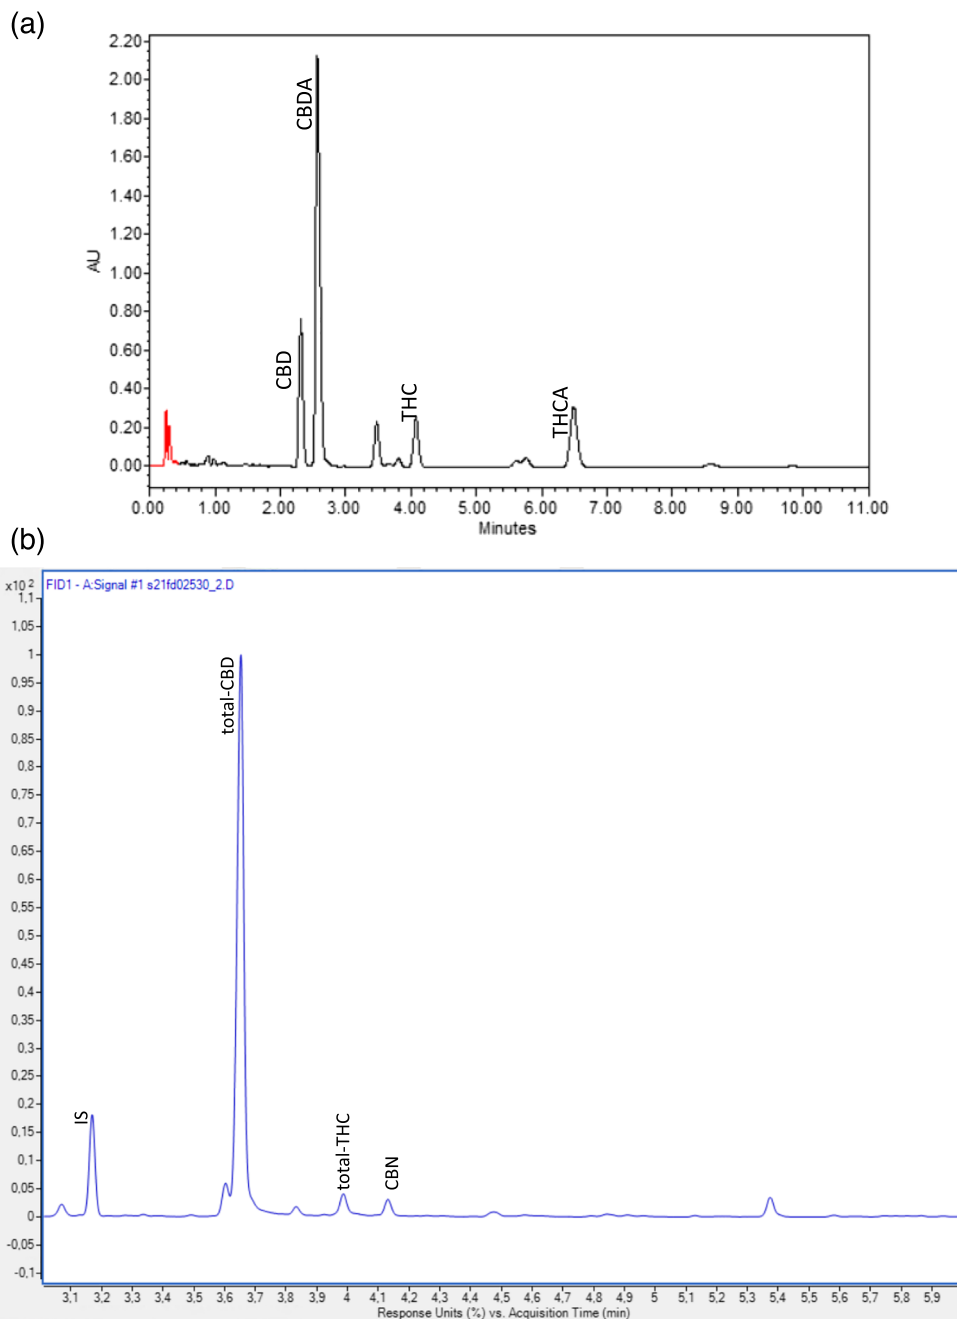 (a)
2.20
2.00
1.80
1.60
1.40
1.20
1.00
0.80
0.60
0.40
0.20
0.00
AU
CBD
CBDA
THC
THCA
0.00 1.00 2.00 3.00 4.00 5.00 6.00 7.00 8.00 9.00 10.00 11.00
Minutes
(b)
x10 2
FID1 - A:Signal #1 s21fd02530_2.D
1,1
1,05
1
0,95
0,9
0,85
0,8
0,75
0,7
0,65
0,6
0,55
0,5
0,45
0,4
0,35
0,3
0,25
0,2
0,15
0,1
0,05
0
-0,05
-0,1
IS
total-CBD
total-THC
CBN
3,1 3,2 3,3 3,4 3,5 3,6 3,7 3,8 3,9 4 4,1 4,2 4,3 4,4 4,5 4,6 4,7 4,8 4,9 5 5,1 5,2 5,3 5,4 5,5 5,6 5,7 5,8 5,9
Response Units (%) vs. Acquisition Time (min)